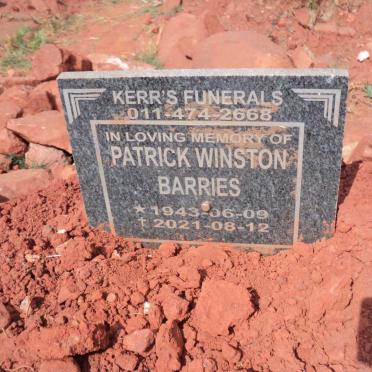 KERR'S FUNERALS
011-474-2668
IN LOVING MEMORY OF
PATRICK WINSTON
BARRIES
* 1943-06-09
† 2021-08-12